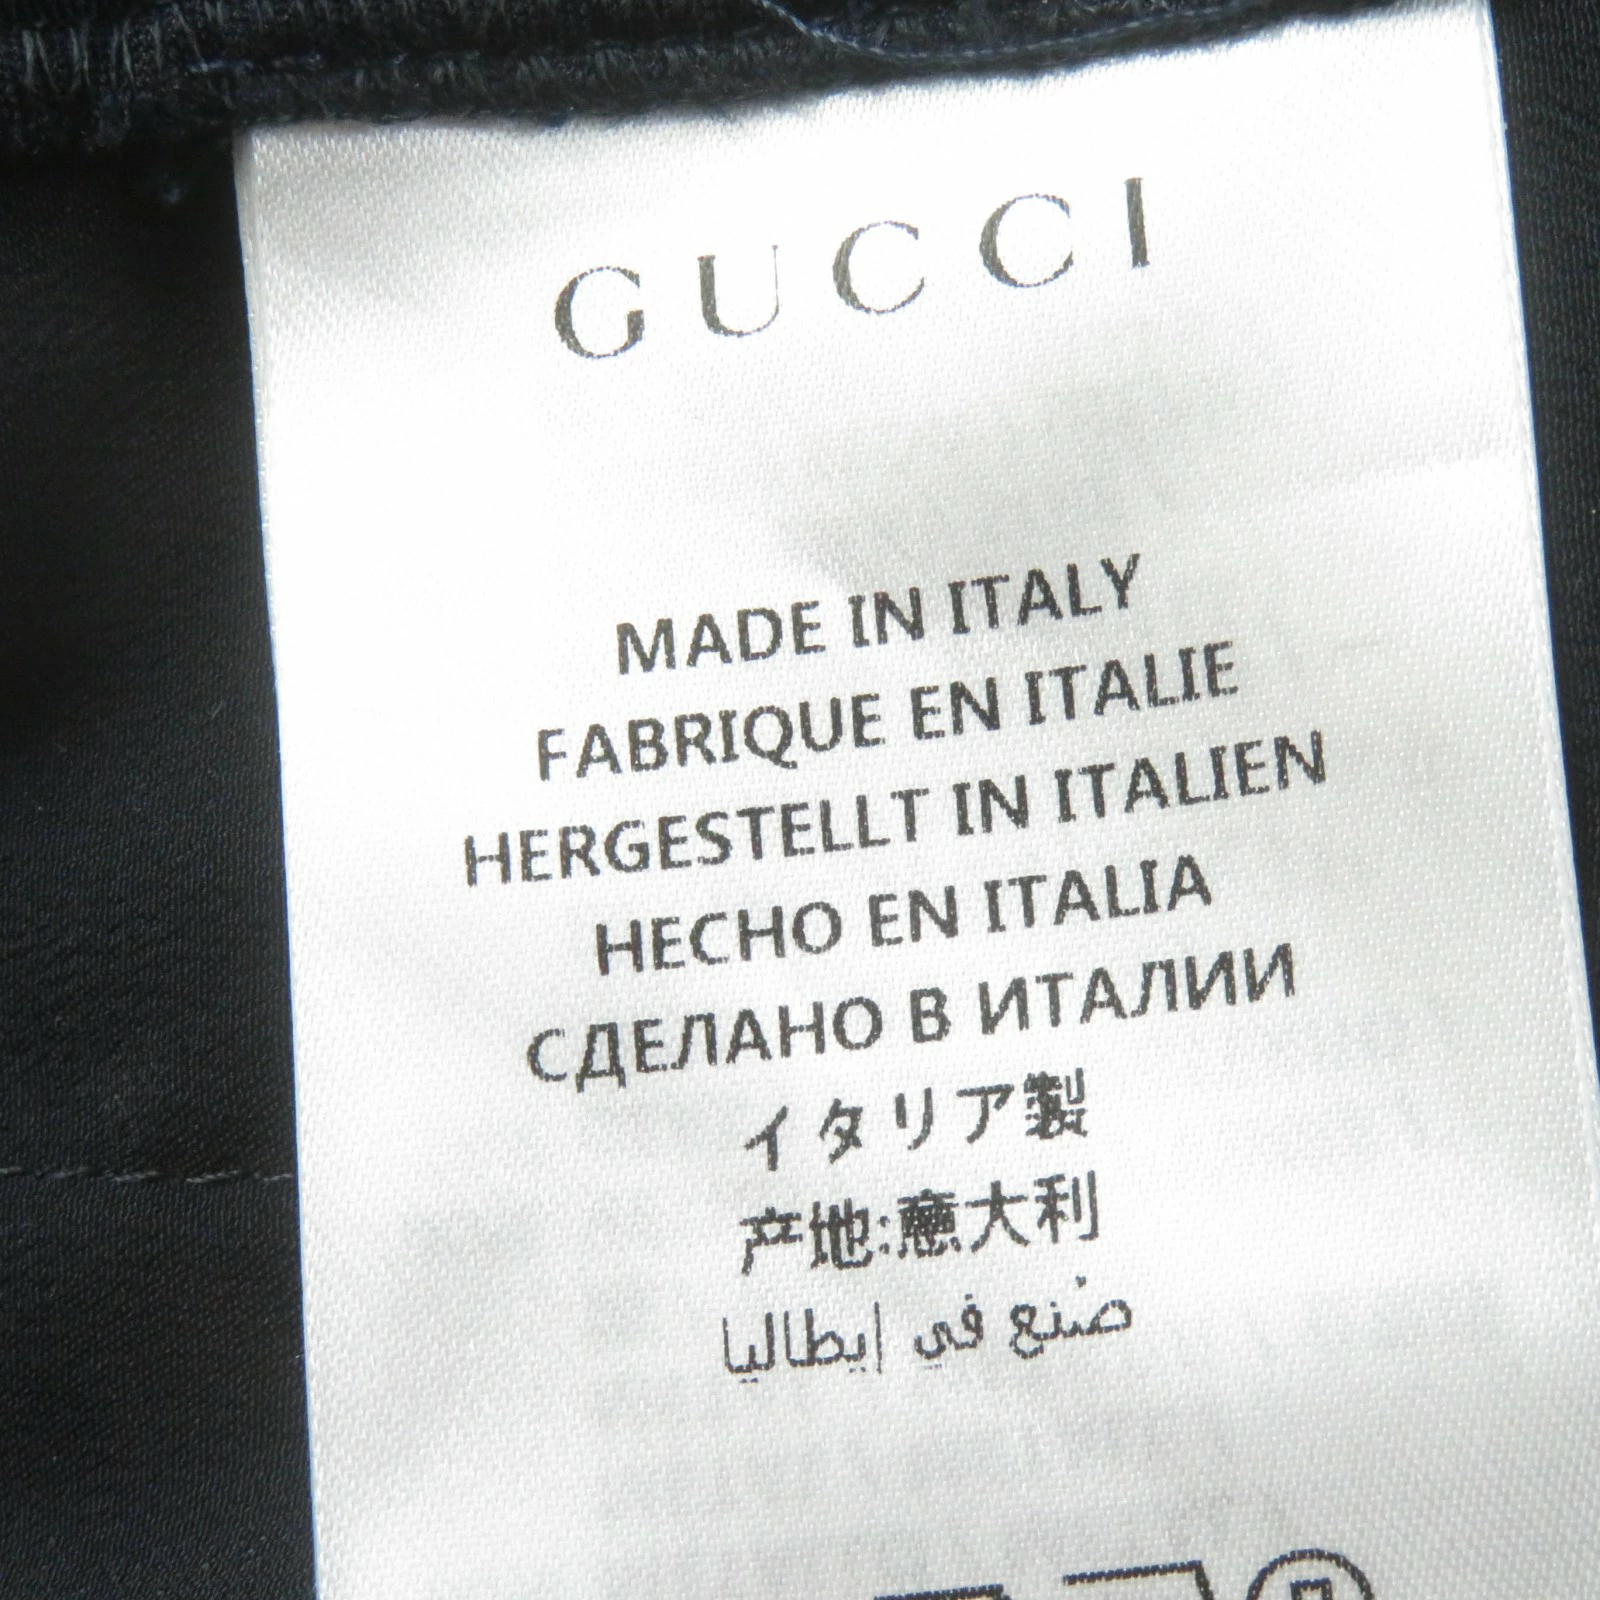 GUCCI
MADE IN ITALY
FABRIQUE EN ITALIE
HERGESTELLT IN ITALIEN
HECHO EN ITALIA
СДЕЛАНО В ИТАЛИИ
イタリア製
产地:意大利
صُنع في إيطاليا